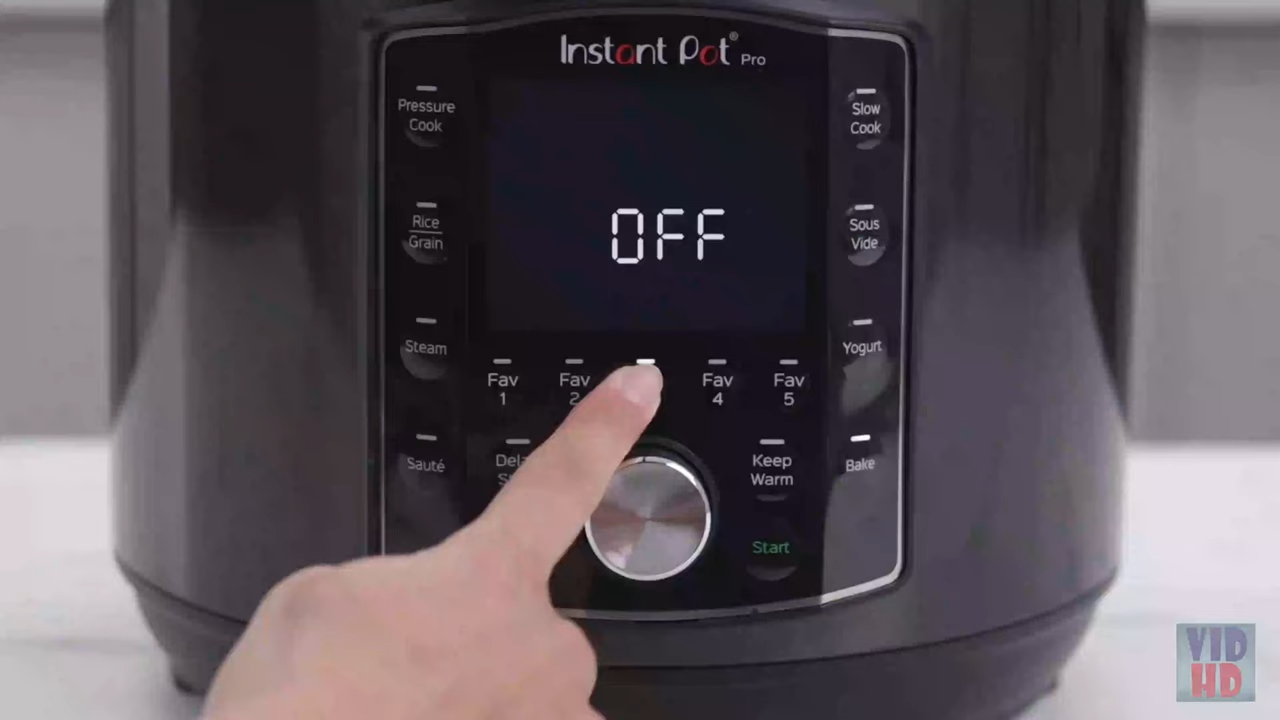 Instant Pot® Pro
Pressure
Cook
Slow
Cook
OFF
Rice
Grain
Sous
Vide
Steam
Yogurt
Fav
1
Fav
2
Fav
4
Fav
5
Sauté
Keep
Warm
Bake
Start
VID
HD